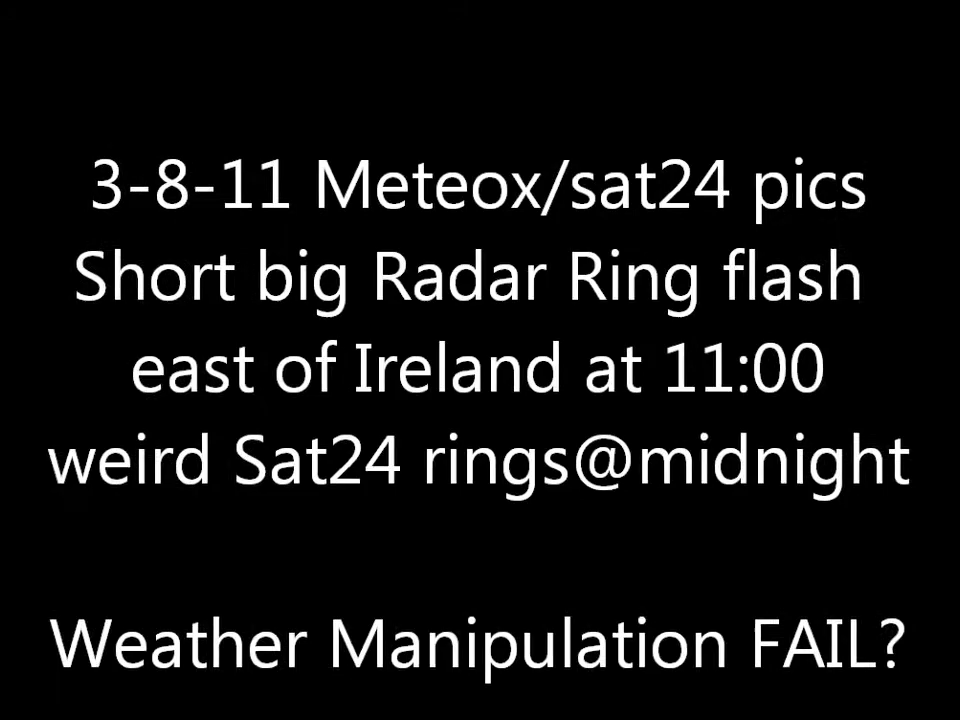 3-8-11 Meteox/sat24 pics
Short big Radar Ring flash
east of Ireland at 11:00
weird Sat24 rings@midnight
Weather Manipulation FAIL?